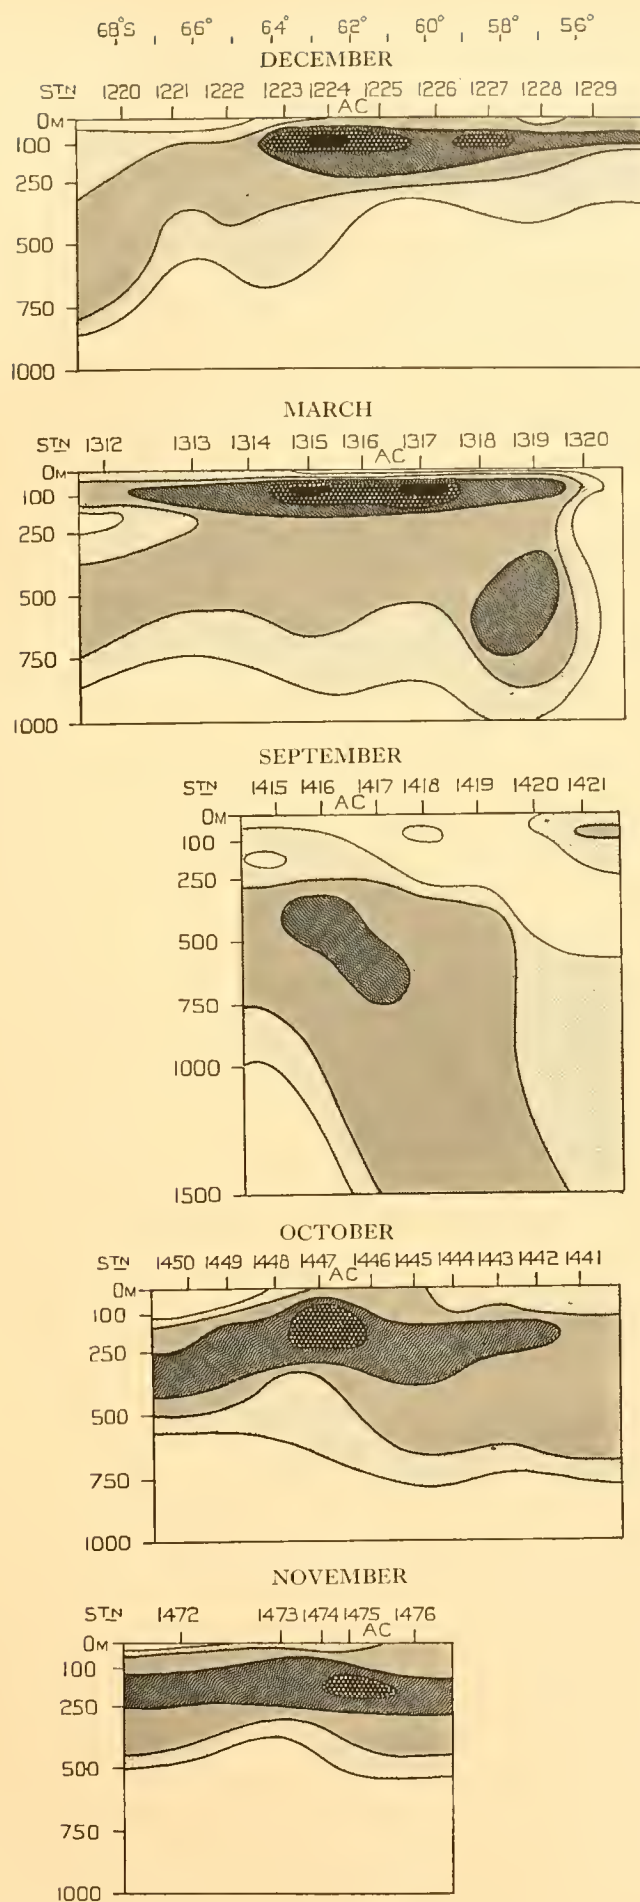 68°S 66° 64° 62° 60° 58° 56°
DECEMBER
STN 1220 1221 1222 1223 1224 1225 1226 1227 1228 1229
AC
0M
100
250
500
750
1000
MARCH
STN 1312 1313 1314 1315 1316 1317 1318 1319 1320
AC
0M
100
250
500
750
1000
SEPTEMBER
STN 1415 1416 1417 1418 1419 1420 1421
AC
0M
100
250
500
750
1000
1500
OCTOBER
STN 1450 1449 1448 1447 1446 1445 1444 1443 1442 1441
AC
0M
100
250
500
750
1000
NOVEMBER
STN 1472 1473 1474 1475 1476
AC
0M
100
250
500
750
1000